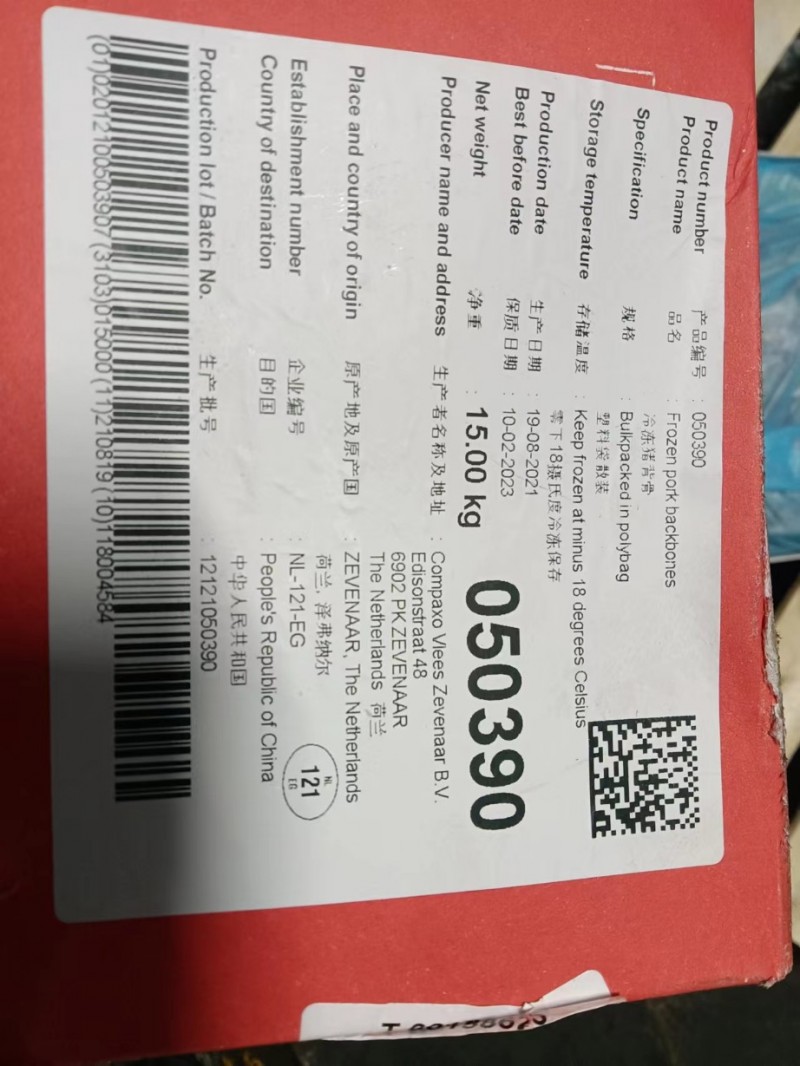 Product number 产品编号 : 050390
Product name 品名 : Frozen pork backbones
冷冻猪背骨
Specification 规格 : Bulkpacked in polybag
塑料袋散装
Storage temperature 存储温度 : Keep frozen at minus 18 degrees Celsius
零下18摄氏度冷冻保存
Production date 生产日期 : 19-08-2021
Best before date 保质日期 : 10-02-2023
Net weight 净重 : 15.00 kg 050390
Producer name and address 生产者名称及地址 : Compaxo Vlees Zevenaar B.V.
Edisonstraat 48
6902 PK ZEVENAAR
The Netherlands 荷兰
Place and country of origin 原产地及原产国 : ZEVENAAR, The Netherlands
荷兰, 泽弗纳尔
Establishment number 企业编号 : NL-121-EG
Country of destination 目的国 : People's Republic of China
中华人民共和国
NL
121
EG
Production lot / Batch No. 生产批号 : 12121050390
(01)02012100503907(3103)015000(11)210819(10)118004584